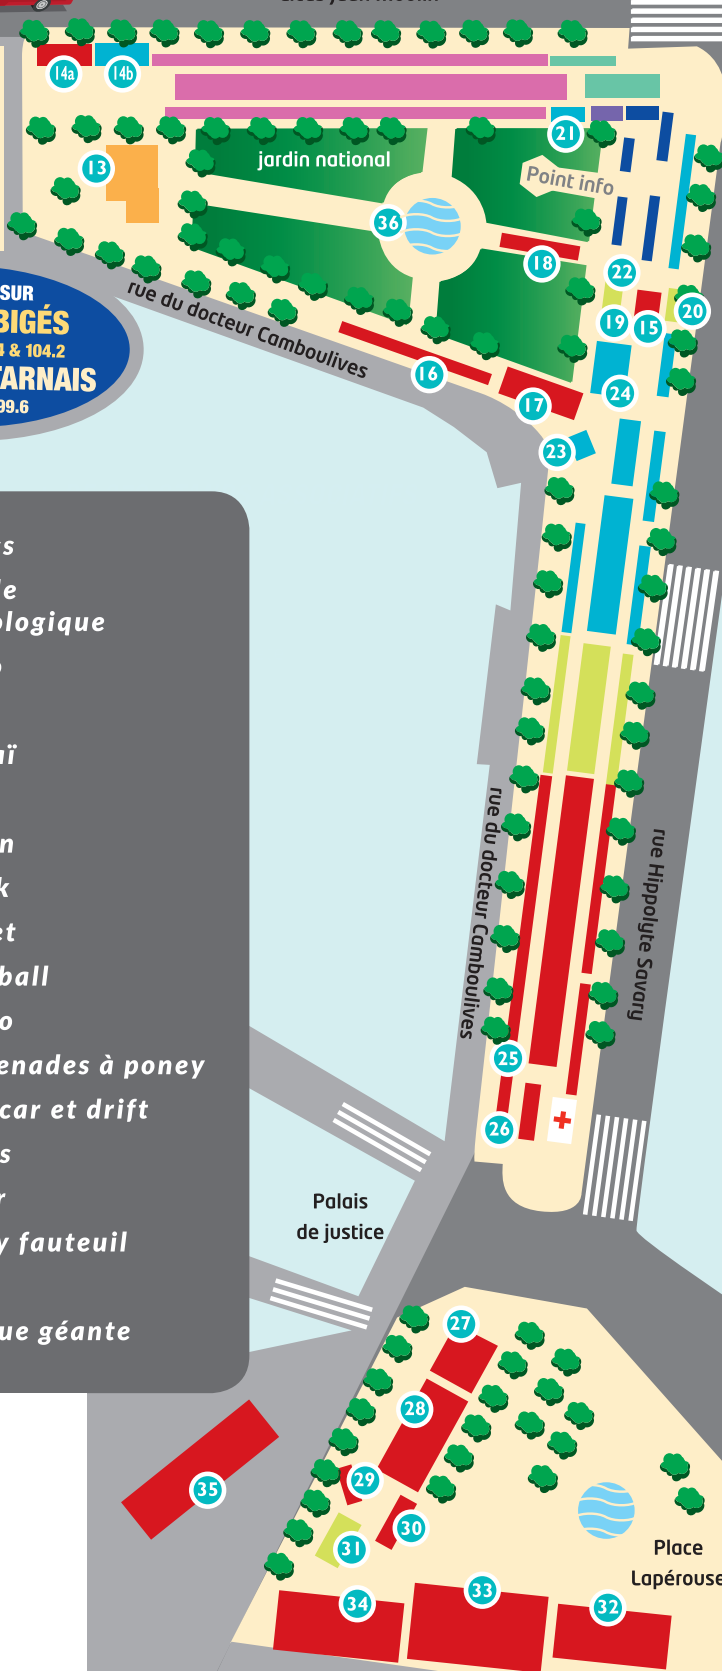 14a
14b
21
13
jardin national
Point info
36
18
22
SUR
BIGÉS
& 104.2
TARNAIS
99.6
rue du docteur Camboulives
19
15
20
16
17
24
23
ologique
enades à poney
car et drift
y fauteuil
ue géante
ball
rue du docteur Camboulives
rue Hippolyte Savary
25
26
Palais
de justice
27
28
29
35
30
31
Place
Lapérouse
34
33
32